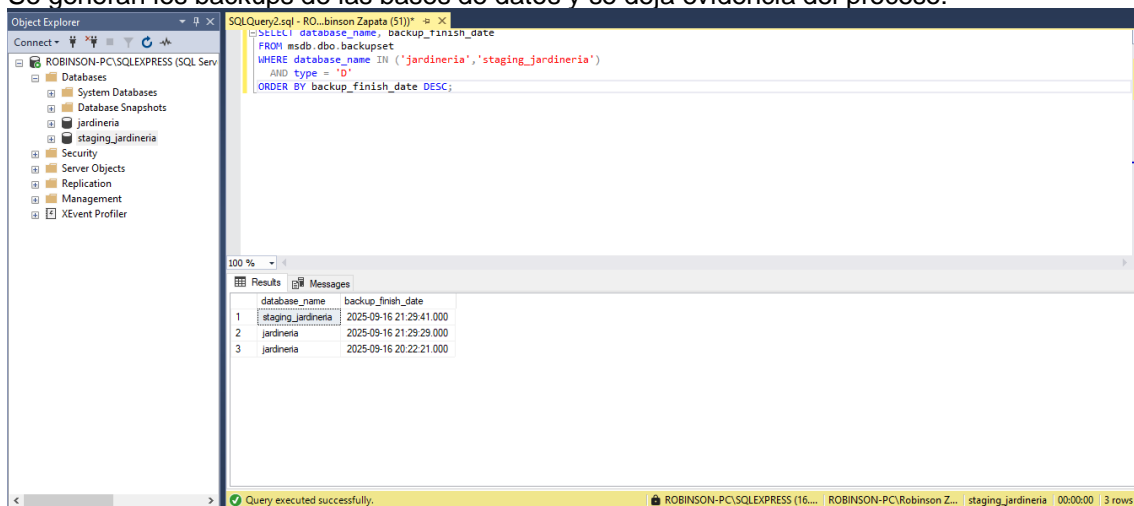 Se generan los backups de las bases de datos y se deja evidencia del proceso.
Object Explorer
SQLQuery2.sql - RO...binson Zapata (51))*
Connect
ROBINSON-PC\SQLEXPRESS (SQL Serv
Databases
System Databases
Database Snapshots
jardineria
staging_jardineria
Security
Server Objects
Replication
Management
XEvent Profiler
SELECT database_name, backup_finish_date
FROM msdb.dbo.backupset
WHERE database_name IN ('jardineria','staging_jardineria')
AND type = 'D'
ORDER BY backup_finish_date DESC;
100 %
Results Messages
database_name backup_finish_date
1 staging_jardineria 2025-09-16 21:29:41.000
2 jardineria 2025-09-16 21:29:29.000
3 jardineria 2025-09-16 20:22:21.000
Query executed successfully. ROBINSON-PC\SQLEXPRESS (16.... ROBINSON-PC\Robinson Z... staging_jardineria 00:00:00 3 rows